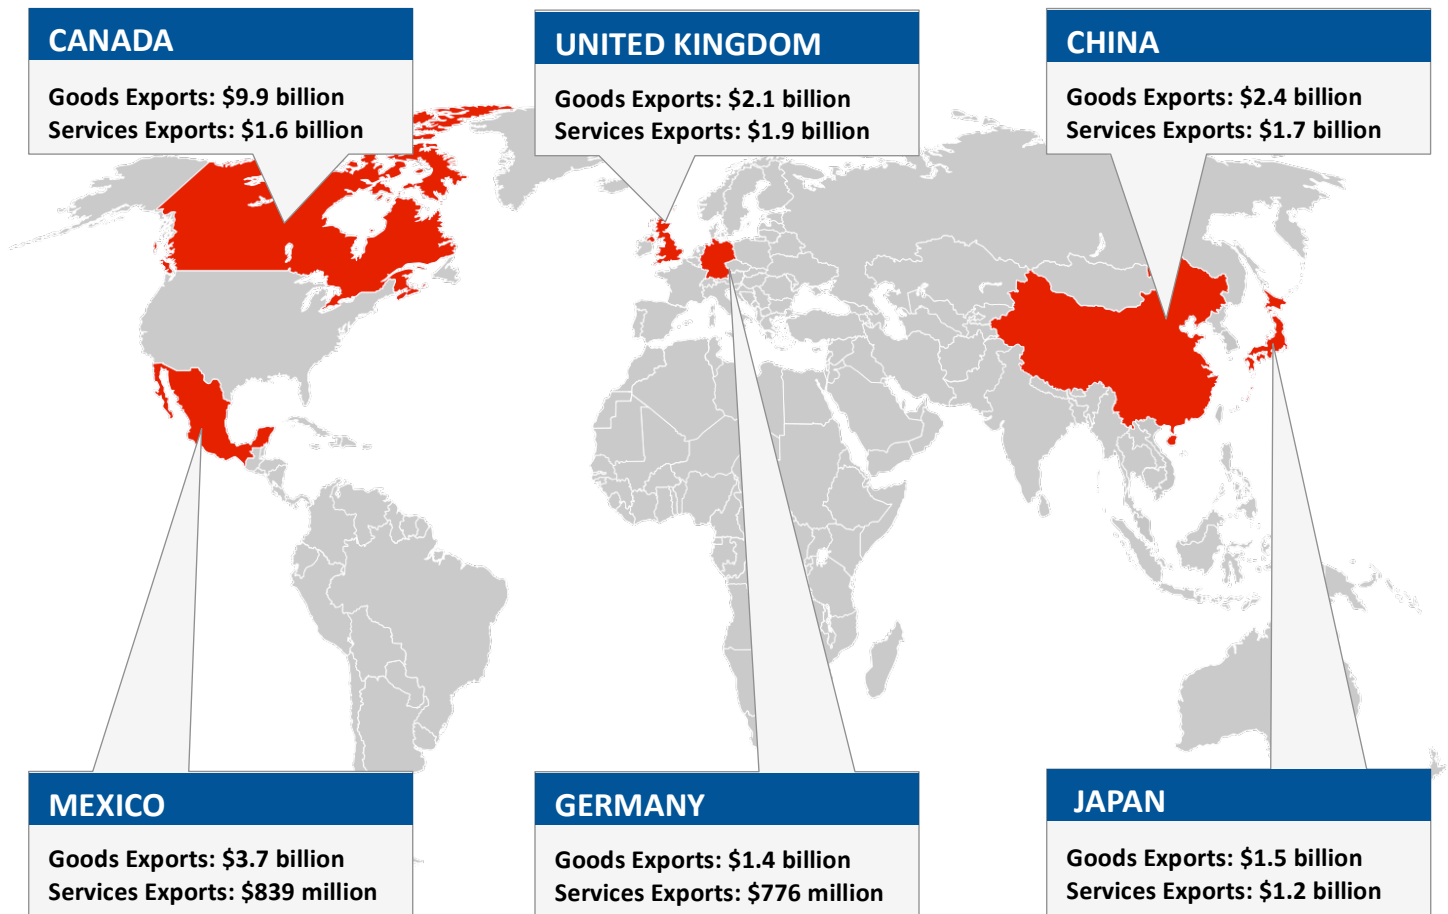 CANADA
Goods Exports: $9.9 billion
Services Exports: $1.6 billion
UNITED KINGDOM
Goods Exports: $2.1 billion
Services Exports: $1.9 billion
CHINA
Goods Exports: $2.4 billion
Services Exports: $1.7 billion
MEXICO
Goods Exports: $3.7 billion
Services Exports: $839 million
GERMANY
Goods Exports: $1.4 billion
Services Exports: $776 million
JAPAN
Goods Exports: $1.5 billion
Services Exports: $1.2 billion